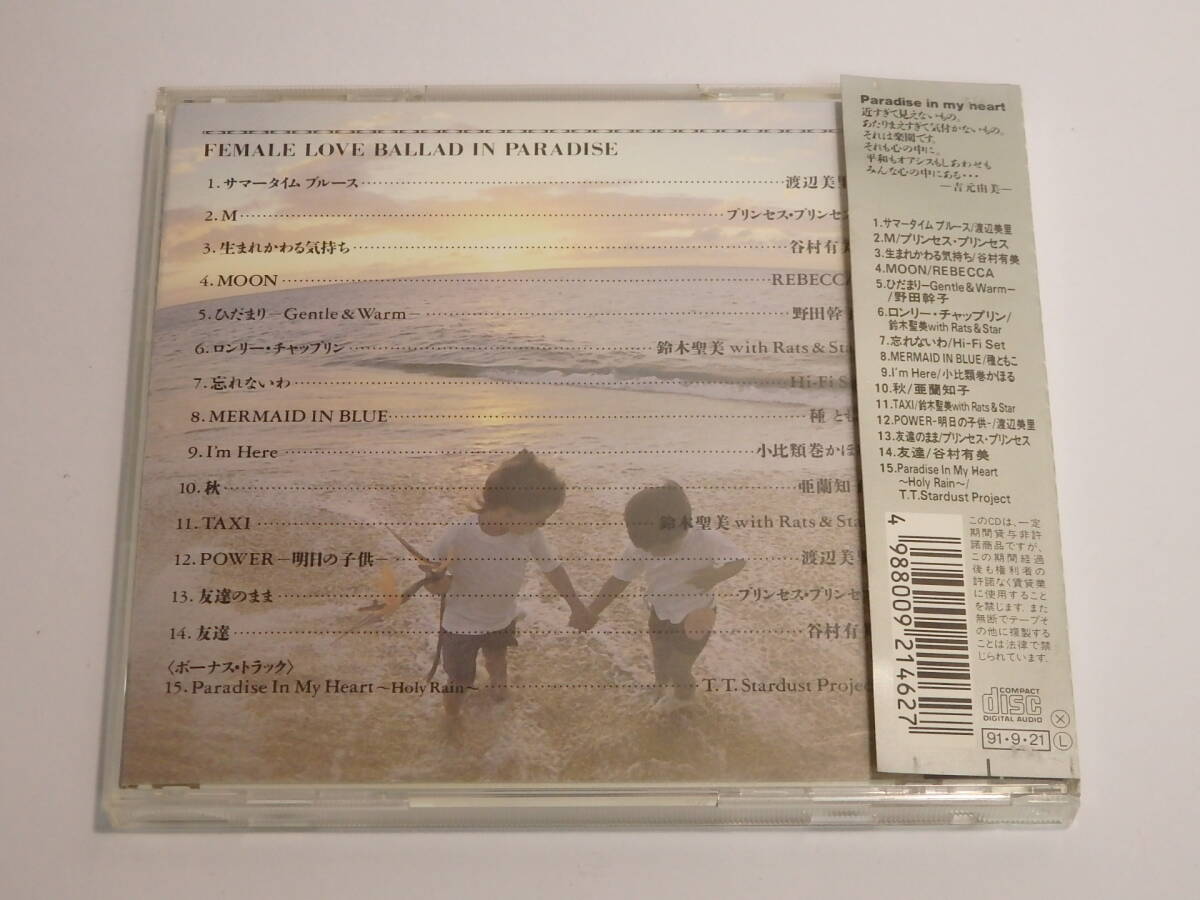 FEMALE LOVE BALLAD IN PARADISE
1. サマータイム ブルース 渡辺美里
2. M プリンセス・プリンセス
3. 生まれかわる気持ち 谷村有美
4. MOON REBECCA
5. ひだまり−Gentle & Warm− 野田幹子
6. ロンリー・チャップリン 鈴木聖美 with Rats & Star
7. 忘れないわ Hi-Fi Set
8. MERMAID IN BLUE 種 ともこ
9. I'm Here 小比類巻かほる
10. 秋 亜蘭知子
11. TAXI 鈴木聖美 with Rats & Star
12. POWER−明日の子供− 渡辺美里
13. 友達のまま プリンセス・プリンセス
14. 友達 谷村有美
〈ボーナス・トラック〉
15. Paradise In My Heart 〜Holy Rain〜 T. T. Stardust Project
Paradise in my heart
近すぎて見えないもの。
あたりまえすぎて気付かないもの。
それは楽園です。
それも心の中に。
平和もオアシスもしあわせも
みんな心の中にある・・・
―吉元由美―
1.サマータイム ブルース/渡辺美里
2.M/プリンセス・プリンセス
3.生まれかわる気持ち/谷村有美
4.MOON/REBECCA
5.ひだまり−Gentle & Warm−
/野田幹子
6.ロンリー・チャップリン/
鈴木聖美with Rats & Star
7.忘れないわ/Hi-Fi Set
8.MERMAID IN BLUE/種ともこ
9.I'm Here/小比類巻かほる
10.秋/亜蘭知子
11.TAXI/鈴木聖美with Rats & Star
12.POWER-明日の子供-/渡辺美里
13.友達のまま/プリンセス・プリンセス
14.友達/谷村有美
15.Paradise In My Heart
〜Holy Rain〜/
T.T.Stardust Project
4 988009 214627
このCDは、一定
期間貸与非許
諾商品ですが、
この期間経過
後も権利者の
許諾なく賃貸業
に使用すること
を禁じます。また
無断でテープそ
の他に複製する
ことは法律で禁
じられています。
COMPACT
disc
DIGITAL AUDIO
X
91・9・21 L